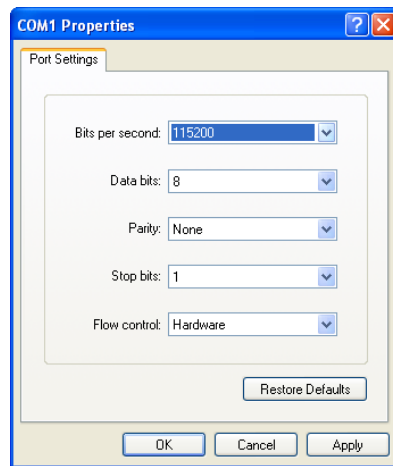 COM1 Properties
Port Settings
Bits per second: 115200
Data bits: 8
Parity: None
Stop bits: 1
Flow control: Hardware
Restore Defaults
OK Cancel Apply